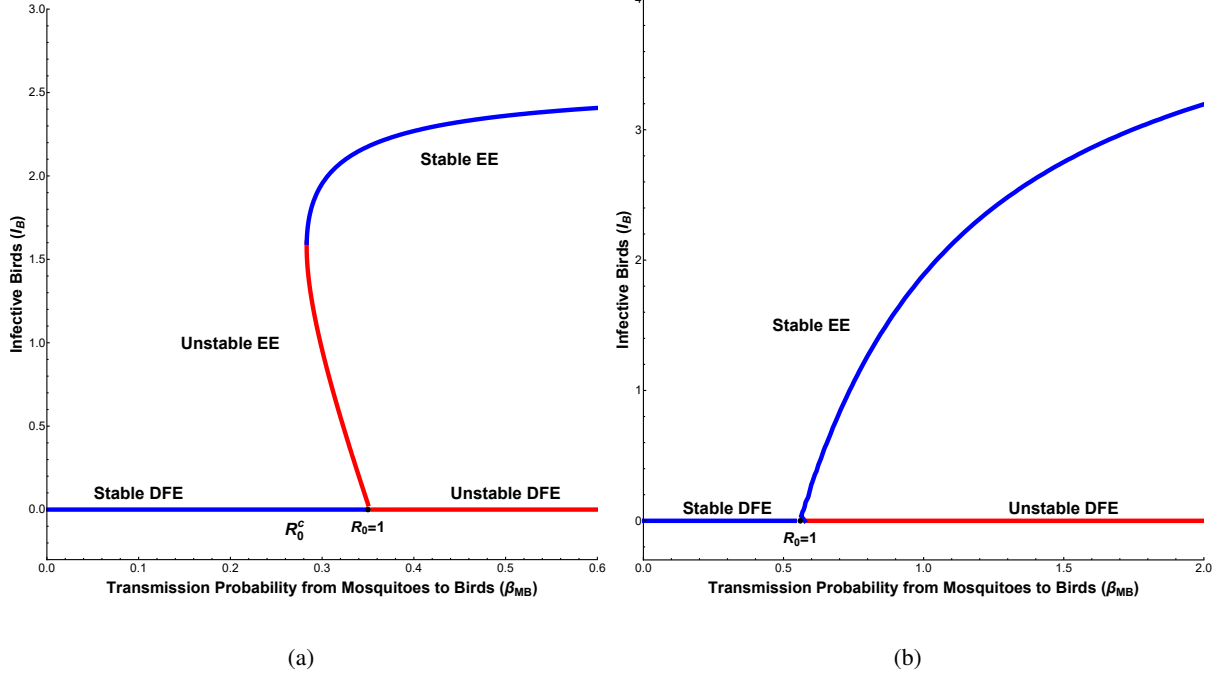 3.0
2.5
2.0
1.5
1.0
0.5
0.0
Infective Birds (I_B)
Stable EE
Unstable EE
Stable DFE
Unstable DFE
R_0^c
R_0=1
0.0 0.1 0.2 0.3 0.4 0.5 0.6
Transmission Probability from Mosquitoes to Birds (β_MB)
(a)
4
3
2
1
0
Infective Birds (I_B)
Stable EE
Stable DFE
Unstable DFE
R_0=1
0.0 0.5 1.0 1.5 2.0
Transmission Probability from Mosquitoes to Birds (β_MB)
(b)